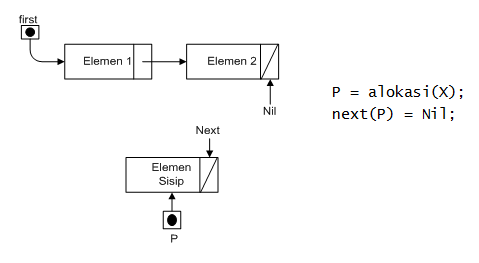 first
Elemen 1
Elemen 2
Nil
P = alokasi(X);
next(P) = Nil;
Next
Elemen
Sisip
P